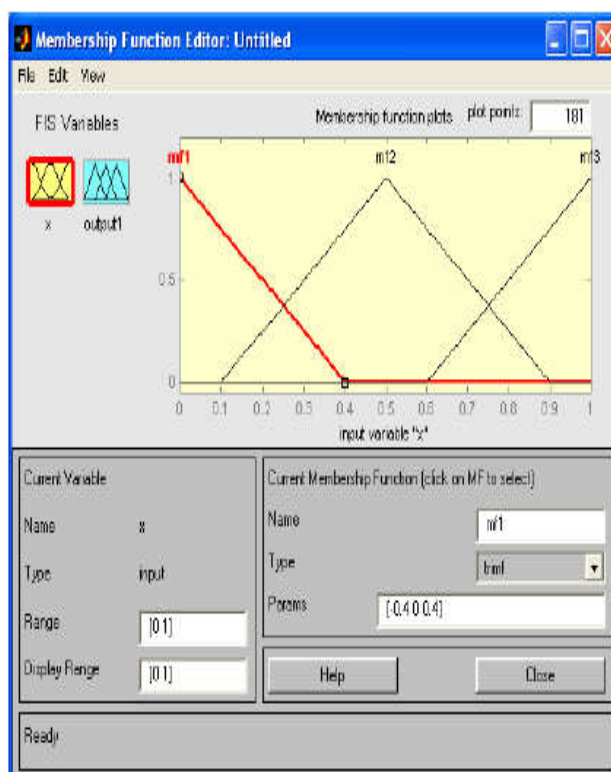 Membership Function Editor: Untitled
File Edit View
FIS Variables
Membership function plots plot points: 181
mf1 mf2 mf3
1
0.5
0
0 0.1 0.2 0.3 0.4 0.5 0.6 0.7 0.8 0.9 1
input variable "x"
x output1
Current Variable
Name x
Type input
Range [0 1]
Display Range [0 1]
Current Membership Function (click on MF to select)
Name mf1
Type trimf
Params [-0.4 0 0.4]
Help Close
Ready